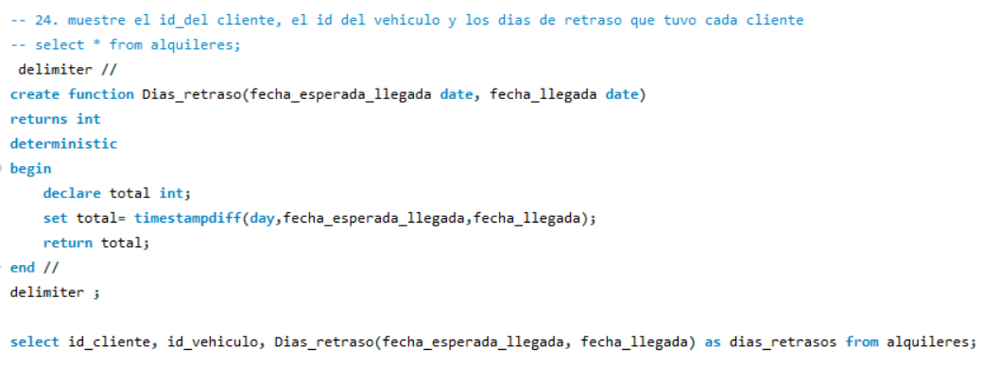 -- 24. muestre el id_del cliente, el id del vehiculo y los dias de retraso que tuvo cada cliente
-- select * from alquileres;
delimiter //
create function Dias_retraso(fecha_esperada_llegada date, fecha_llegada date)
returns int
deterministic
begin
declare total int;
set total= timestampdiff(day,fecha_esperada_llegada,fecha_llegada);
return total;
end //
delimiter ;
select id_cliente, id_vehiculo, Dias_retraso(fecha_esperada_llegada, fecha_llegada) as dias_retrasos from alquileres;